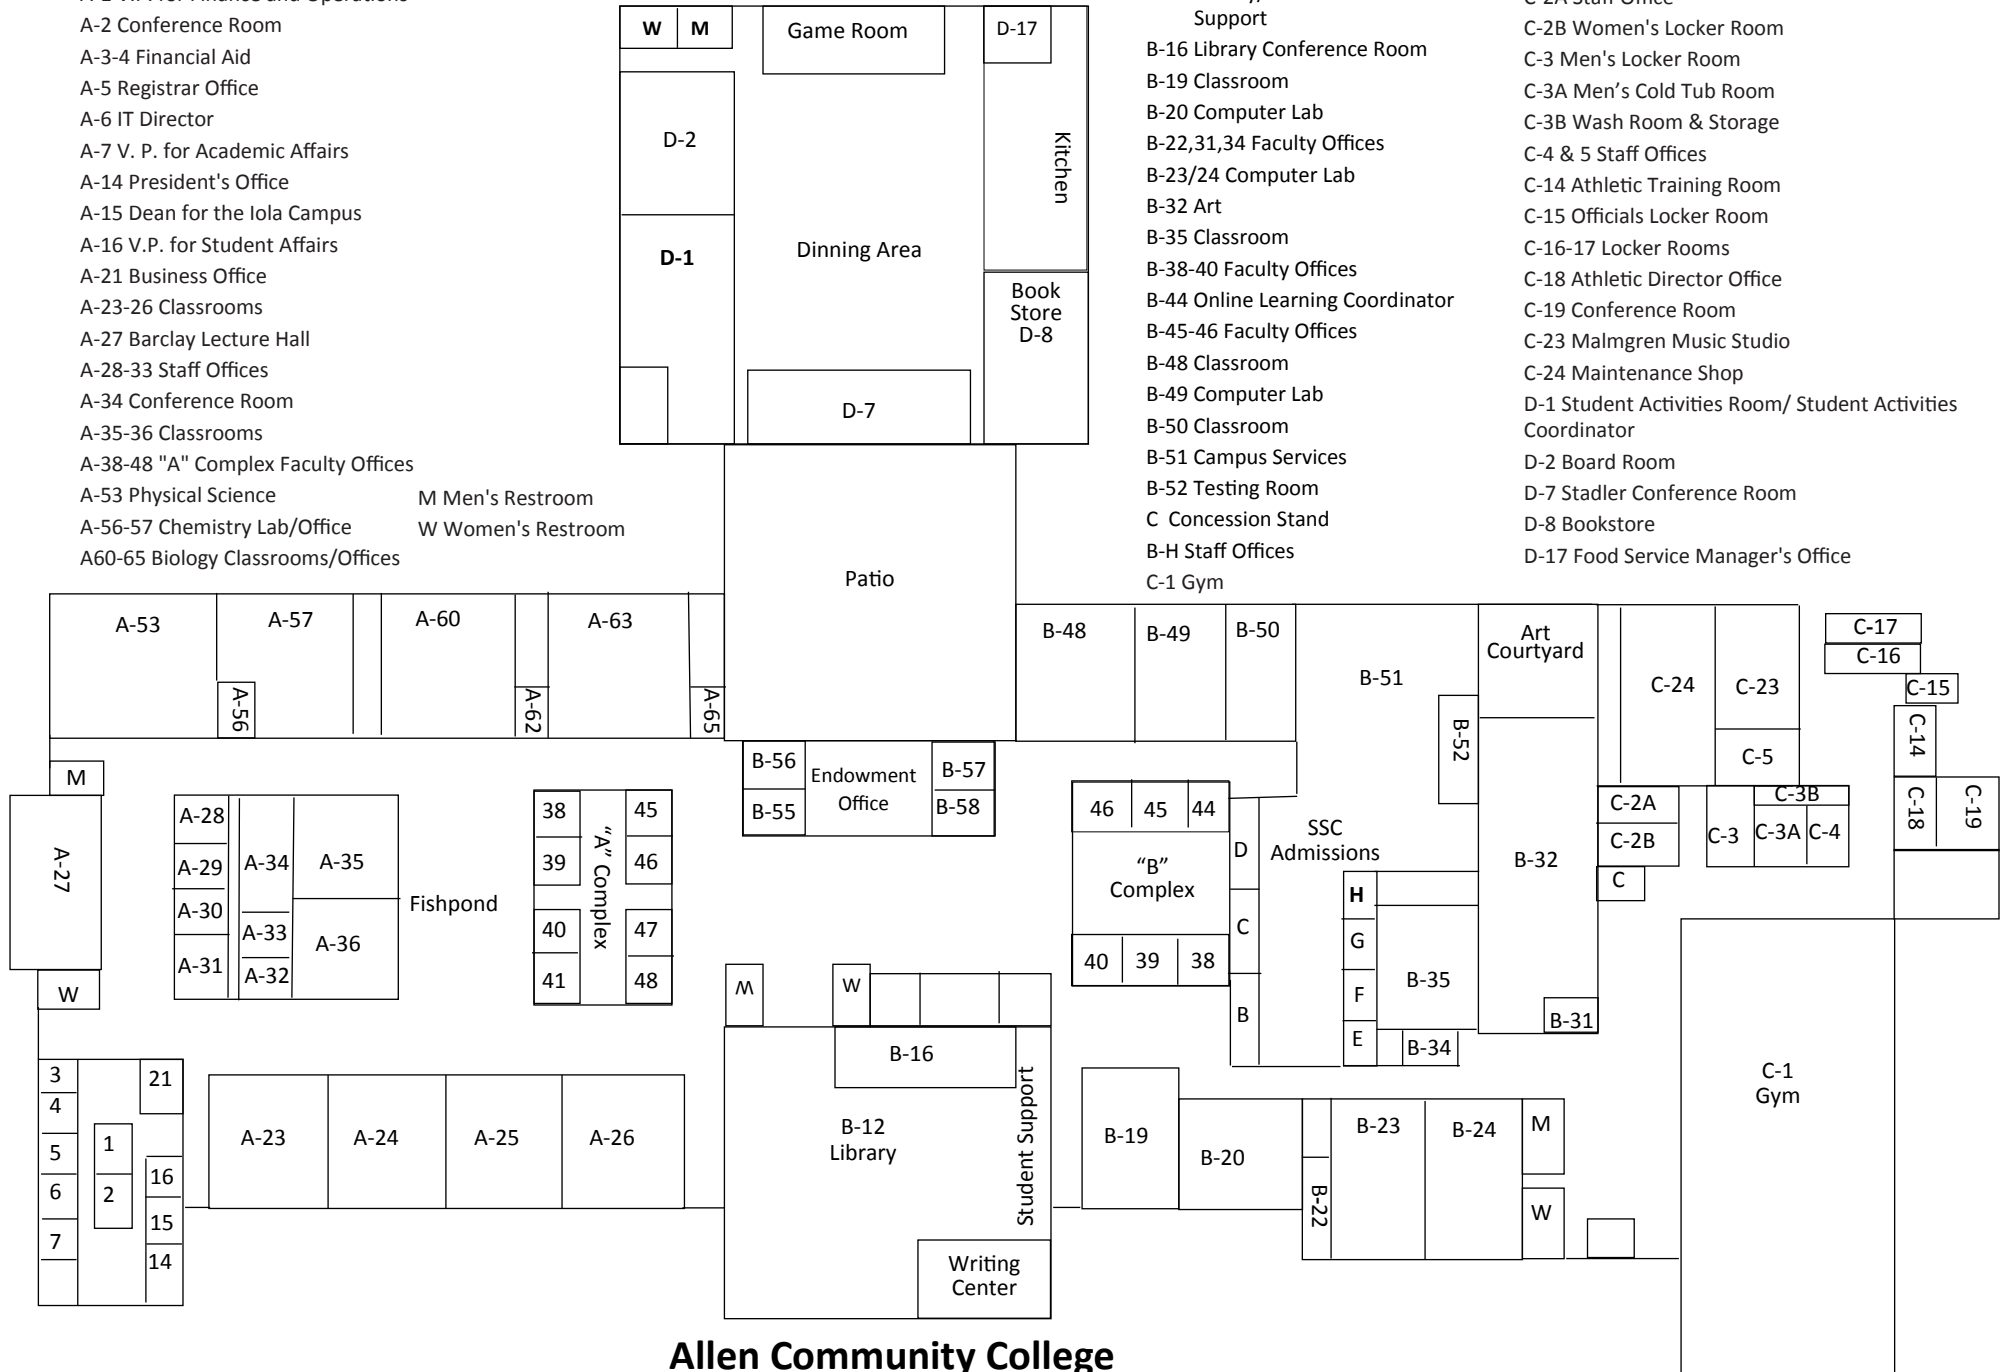 A-2 Conference Room
A-3-4 Financial Aid
A-5 Registrar Office
A-6 IT Director
A-7 V. P. for Academic Affairs
A-14 President's Office
A-15 Dean for the Iola Campus
A-16 V.P. for Student Affairs
A-21 Business Office
A-23-26 Classrooms
A-27 Barclay Lecture Hall
A-28-33 Staff Offices
A-34 Conference Room
A-35-36 Classrooms
A-38-48 "A" Complex Faculty Offices
A-53 Physical Science
A-56-57 Chemistry Lab/Office
A60-65 Biology Classrooms/Offices
M Men's Restroom
W Women's Restroom
W
M
Game Room
D-17
D-2
Kitchen
D-1
Dinning Area
Book
Store
D-8
D-7
Patio
Support
B-16 Library Conference Room
B-19 Classroom
B-20 Computer Lab
B-22,31,34 Faculty Offices
B-23/24 Computer Lab
B-32 Art
B-35 Classroom
B-38-40 Faculty Offices
B-44 Online Learning Coordinator
B-45-46 Faculty Offices
B-48 Classroom
B-49 Computer Lab
B-50 Classroom
B-51 Campus Services
B-52 Testing Room
C Concession Stand
B-H Staff Offices
C-1 Gym
C-2A Staff Office
C-2B Women's Locker Room
C-3 Men's Locker Room
C-3A Men’s Cold Tub Room
C-3B Wash Room & Storage
C-4 & 5 Staff Offices
C-14 Athletic Training Room
C-15 Officials Locker Room
C-16-17 Locker Rooms
C-18 Athletic Director Office
C-19 Conference Room
C-23 Malmgren Music Studio
C-24 Maintenance Shop
D-1 Student Activities Room/ Student Activities
Coordinator
D-2 Board Room
D-7 Stadler Conference Room
D-8 Bookstore
D-17 Food Service Manager's Office
A-53
A-57
A-60
A-63
A-56
A-62
A-65
B-48
B-49
B-50
B-51
B-52
Art
Courtyard
C-24
C-23
C-5
C-17
C-16
C-15
C-14
C-18
C-19
M
A-27
W
A-28
A-29
A-30
A-31
A-34
A-33
A-32
A-35
A-36
Fishpond
38
39
40
41
"A" Complex
45
46
47
48
B-56
B-55
Endowment
Office
B-57
B-58
46
45
44
“B”
Complex
40
39
38
D
C
B
SSC
Admissions
H
G
F
E
B-35
B-34
B-32
B-31
C-2A
C-2B
C
C-3
C-3B
C-3A
C-4
C-1
Gym
3
4
5
6
7
21
1
2
16
15
14
A-23
A-24
A-25
A-26
M
W
B-16
B-12
Library
Student Support
Writing
Center
B-19
B-20
B-22
B-23
B-24
M
W
Allen Community College